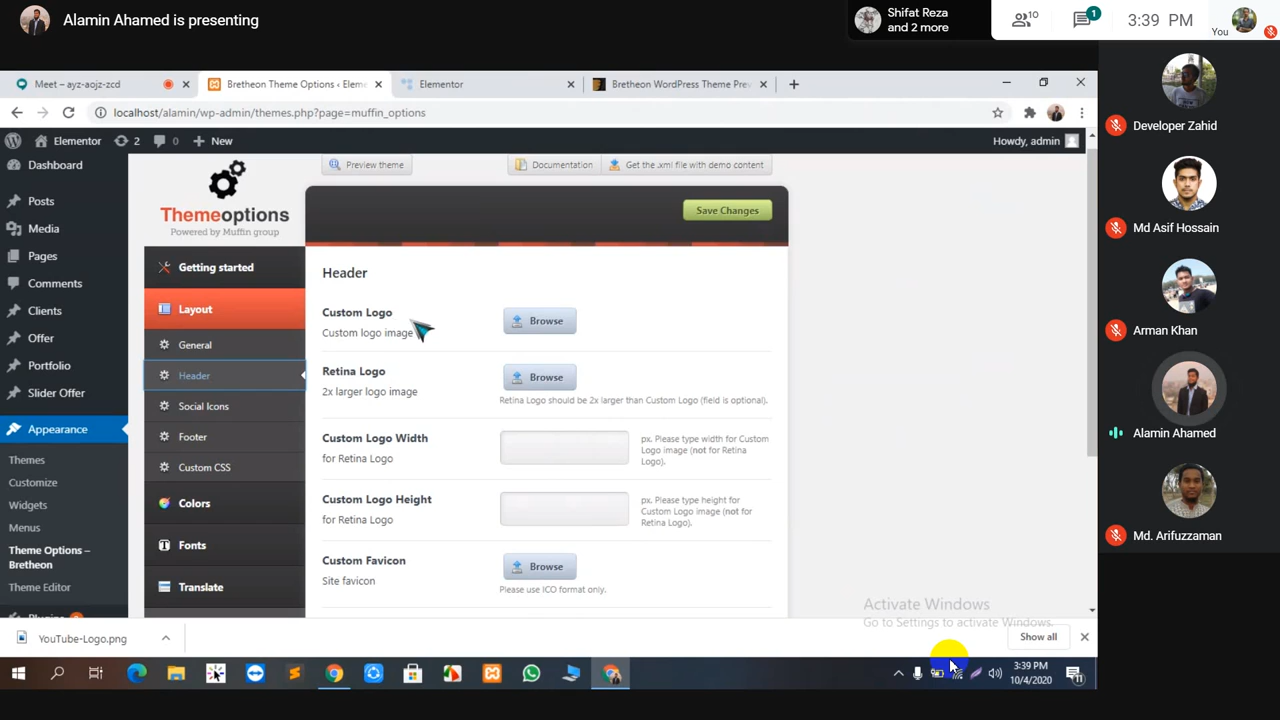 Alamin Ahamed is presenting
Shifat Reza
and 2 more
10
1
3:39 PM
You
Meet – ayz-aojz-zcd
Bretheon Theme Options ‹ Eleme
Elementor
Bretheon WordPress Theme Prev
localhost/alamin/wp-admin/themes.php?page=muffin_options
Elementor
2
0
New
Howdy, admin
Dashboard
Posts
Media
Pages
Comments
Clients
Offer
Portfolio
Slider Offer
Appearance
Themes
Customize
Widgets
Menus
Theme Options –
Bretheon
Theme Editor
Themeoptions
Powered by Muffin group
Getting started
Layout
General
Header
Social Icons
Footer
Custom CSS
Colors
Fonts
Translate
Preview theme
Documentation
Get the .xml file with demo content
Save Changes
Header
Custom Logo
Custom logo image
Browse
Retina Logo
2x larger logo image
Browse
Retina Logo should be 2x larger than Custom Logo (field is optional).
Custom Logo Width
for Retina Logo
px. Please type width for Custom
Logo image (not for Retina
Logo).
Custom Logo Height
for Retina Logo
px. Please type height for
Custom Logo image (not for
Retina Logo).
Custom Favicon
Site favicon
Browse
Please use ICO format only.
Activate Windows
Go to Settings to activate Windows.
YouTube-Logo.png
Show all
3:39 PM
10/4/2020
11
Developer Zahid
Md Asif Hossain
Arman Khan
Alamin Ahamed
Md. Arifuzzaman